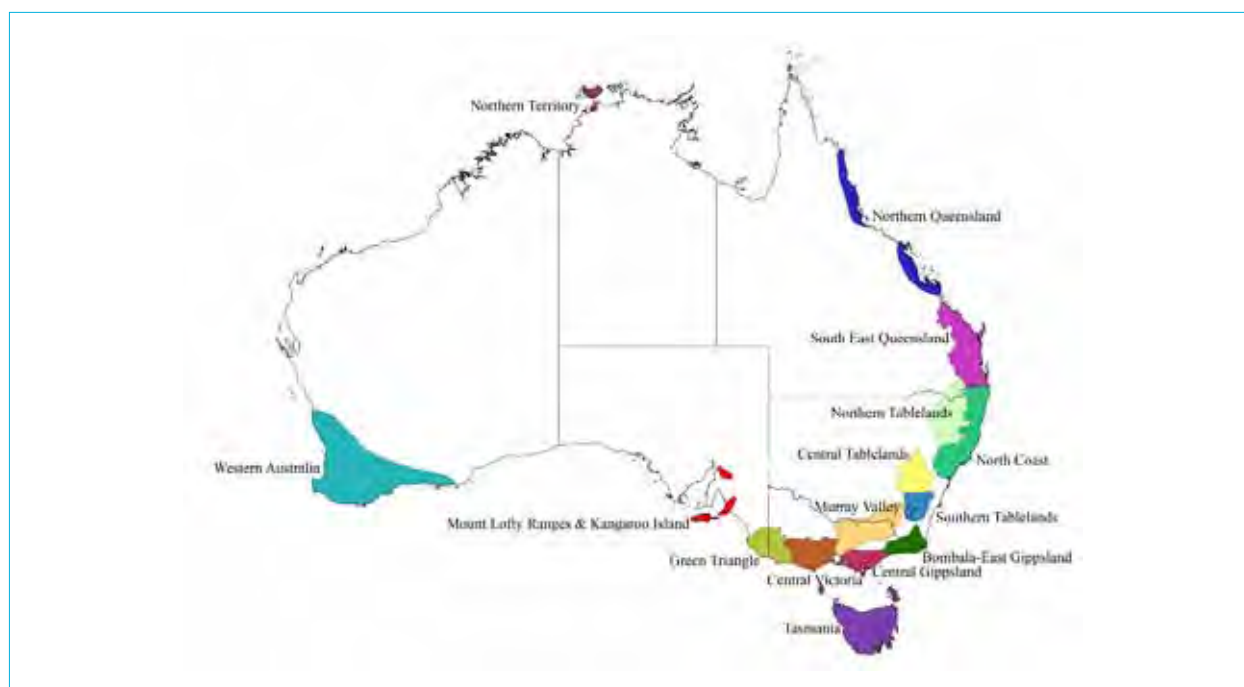 Northern Territory
Northern Queensland
South East Queensland
Northern Tablelands
Central Tablelands
North Coast
Western Australia
Murray Valley
Southern Tablelands
Mount Lofty Ranges & Kangaroo Island
Green Triangle
Bombala-East Gippsland
Central Gippsland
Central Victoria
Tasmania